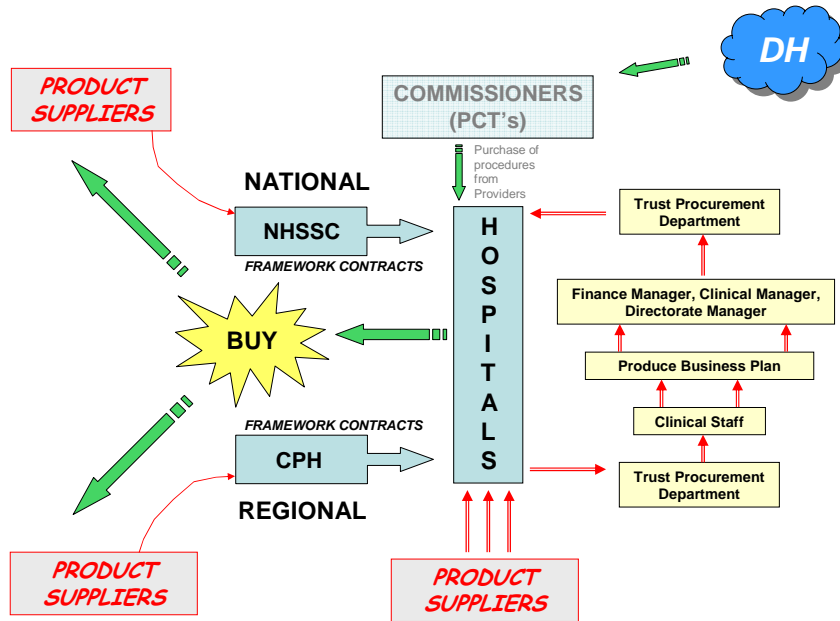 DH
PRODUCT
SUPPLIERS
COMMISSIONERS
(PCT's)
Purchase of
procedures
from
Providers
NATIONAL
NHSSC
FRAMEWORK CONTRACTS
HOSPITALS
Trust Procurement
Department
Finance Manager, Clinical Manager,
Directorate Manager
BUY
Produce Business Plan
Clinical Staff
FRAMEWORK CONTRACTS
CPH
REGIONAL
Trust Procurement
Department
PRODUCT
SUPPLIERS
PRODUCT
SUPPLIERS